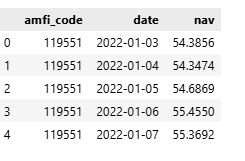 amfi_code date nav
0 119551 2022-01-03 54.3856
1 119551 2022-01-04 54.3474
2 119551 2022-01-05 54.6869
3 119551 2022-01-06 55.4550
4 119551 2022-01-07 55.3692